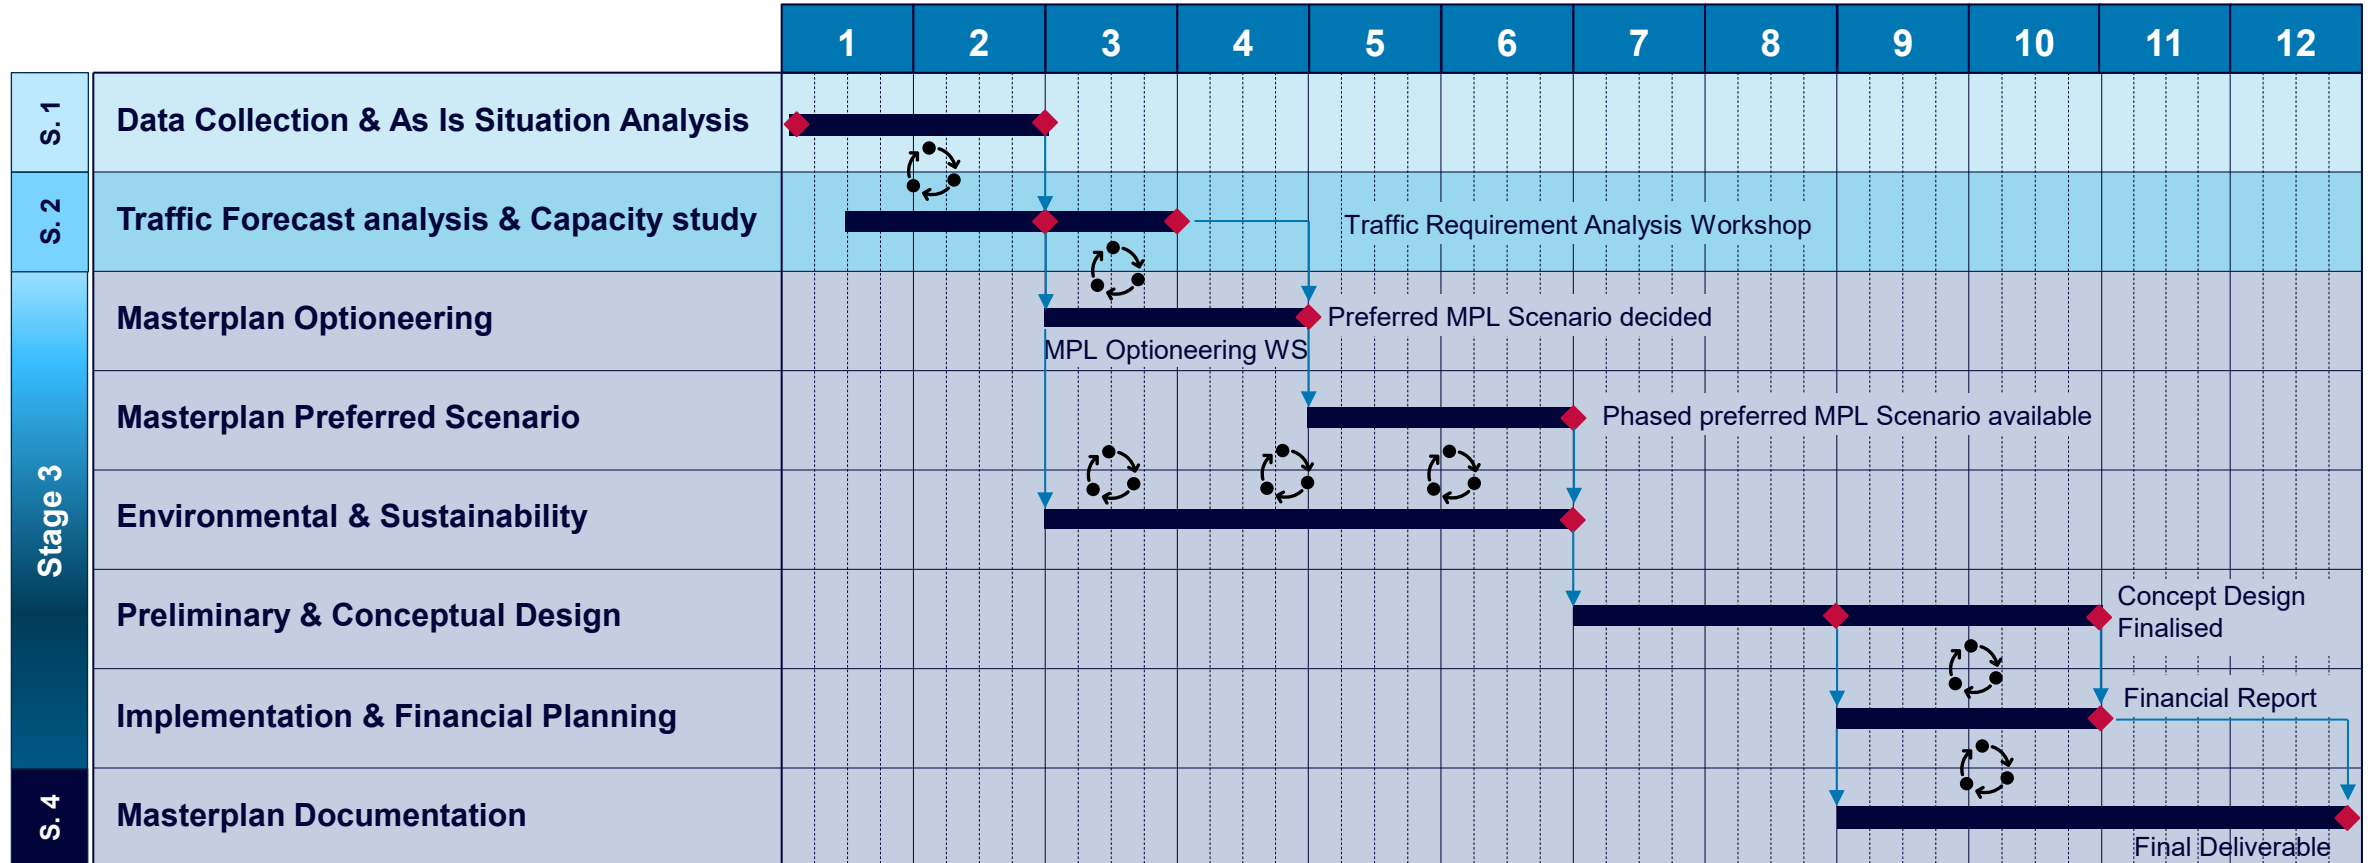 1 2 3 4 5 6 7 8 9 10 11 12
S. 1
Data Collection & As Is Situation Analysis
S. 2
Traffic Forecast analysis & Capacity study
Traffic Requirement Analysis Workshop
Stage 3
Masterplan Optioneering
Preferred MPL Scenario decided
MPL Optioneering WS
Masterplan Preferred Scenario
Phased preferred MPL Scenario available
Environmental & Sustainability
Preliminary & Conceptual Design
Concept Design
Finalised
Implementation & Financial Planning
Financial Report
S. 4
Masterplan Documentation
Final Deliverable